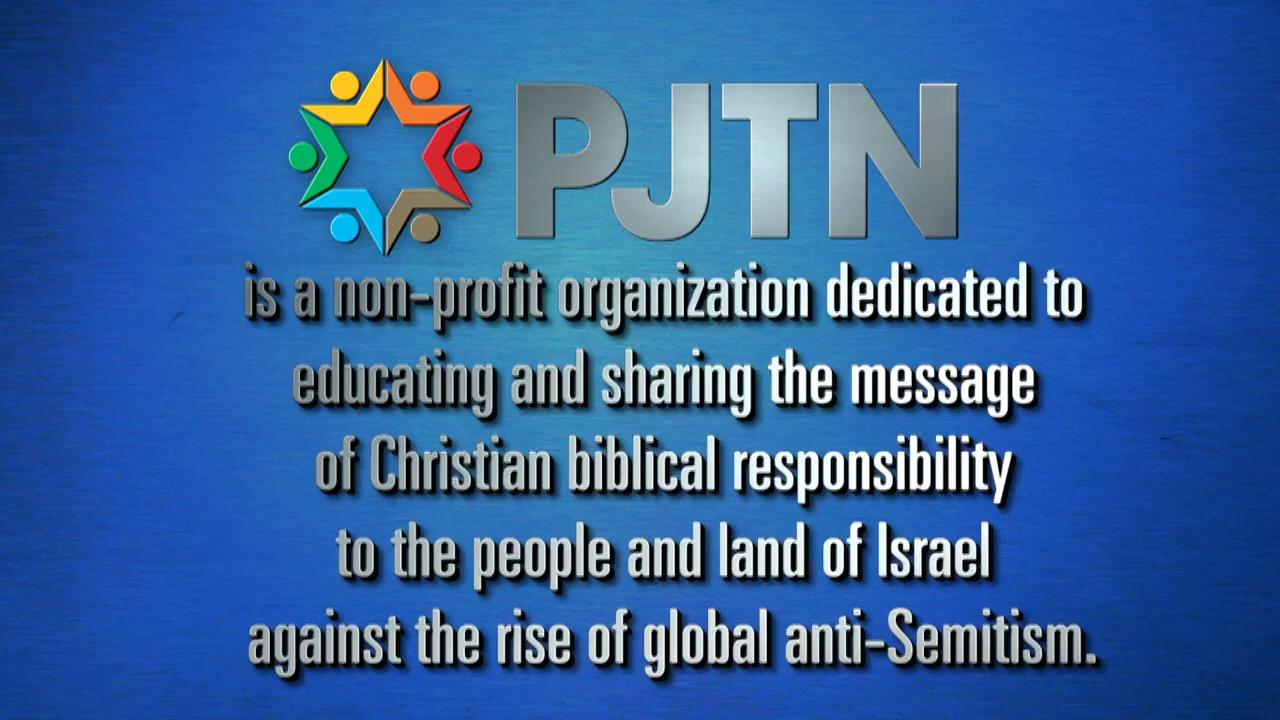 PJTN
is a non-profit organization dedicated to
educating and sharing the message
of Christian biblical responsibility
to the people and land of Israel
against the rise of global anti-Semitism.